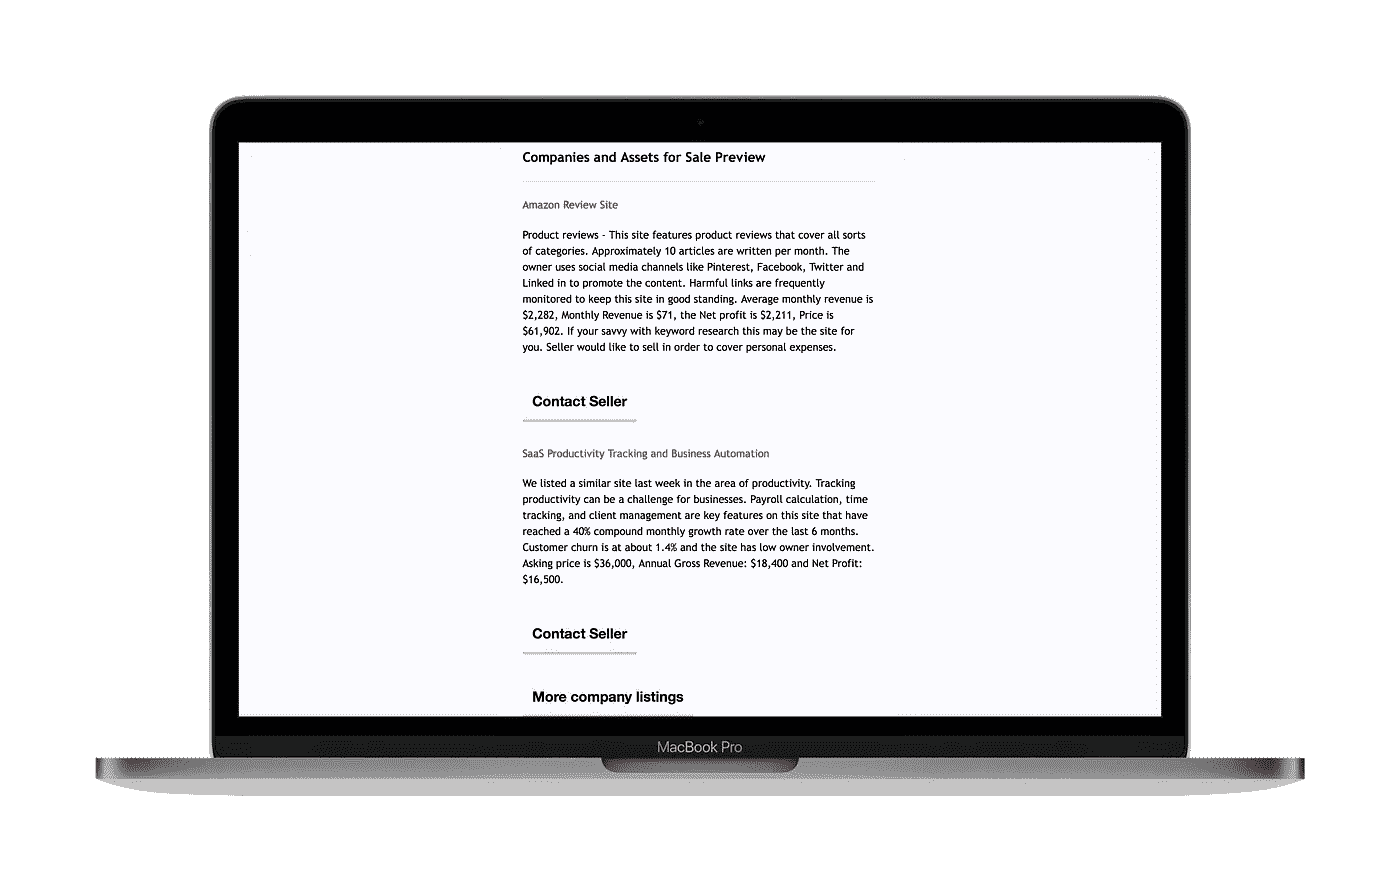 Companies and Assets for Sale Preview
Amazon Review Site
Product reviews - This site features product reviews that cover all sorts
of categories. Approximately 10 articles are written per month. The
owner uses social media channels like Pinterest, Facebook, Twitter and
Linked in to promote the content. Harmful links are frequently
monitored to keep this site in good standing. Average monthly revenue is
$2,282, Monthly Revenue is $71, the Net profit is $2,211, Price is
$61,902. If your savvy with keyword research this may be the site for
you. Seller would like to sell in order to cover personal expenses.
Contact Seller
SaaS Productivity Tracking and Business Automation
We listed a similar site last week in the area of productivity. Tracking
productivity can be a challenge for businesses. Payroll calculation, time
tracking, and client management are key features on this site that have
reached a 40% compound monthly growth rate over the last 6 months.
Customer churn is at about 1.4% and the site has low owner involvement.
Asking price is $36,000, Annual Gross Revenue: $18,400 and Net Profit:
$16,500.
Contact Seller
More company listings
MacBook Pro